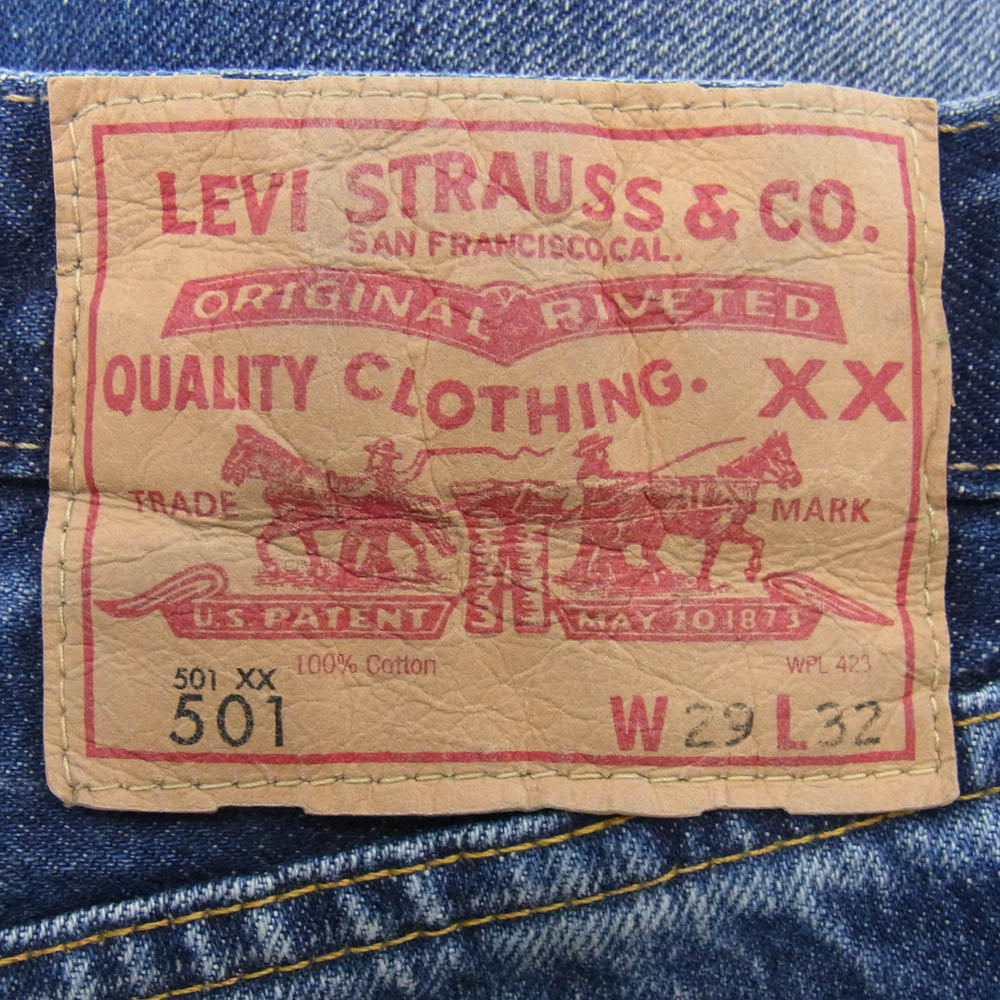 LEVI STRAUSS & CO.
SAN FRANCISCO, CAL.
ORIGINAL RIVETED
QUALITY CLOTHING. XX
TRADE MARK
U.S. PATENT MAY 20 1873
100% Cotton WPL 423
501 XX
501 W 29 L 32